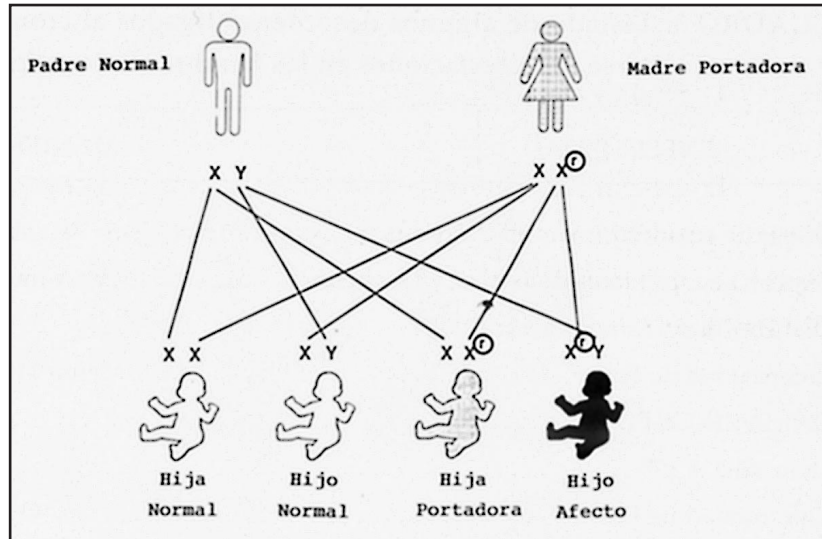 Padre Normal
Madre Portadora
X Y
X X r
X X
X Y
X X r
X r Y
Hija
Normal
Hijo
Normal
Hija
Portadora
Hijo
Afecto